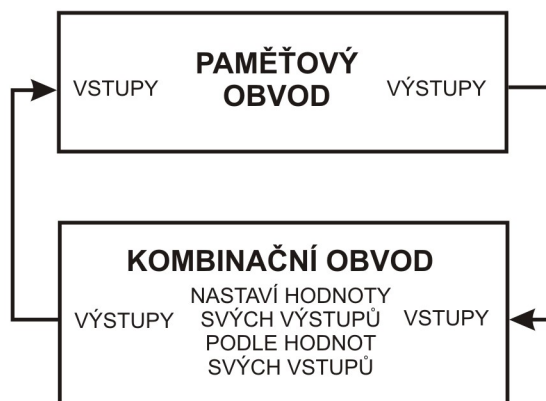 PAMĚŤOVÝ
VSTUPY
OBVOD
VÝSTUPY
KOMBINAČNÍ OBVOD
NASTAVÍ HODNOTY
VÝSTUPY
SVÝCH VÝSTUPŮ
VSTUPY
PODLE HODNOT
SVÝCH VSTUPŮ